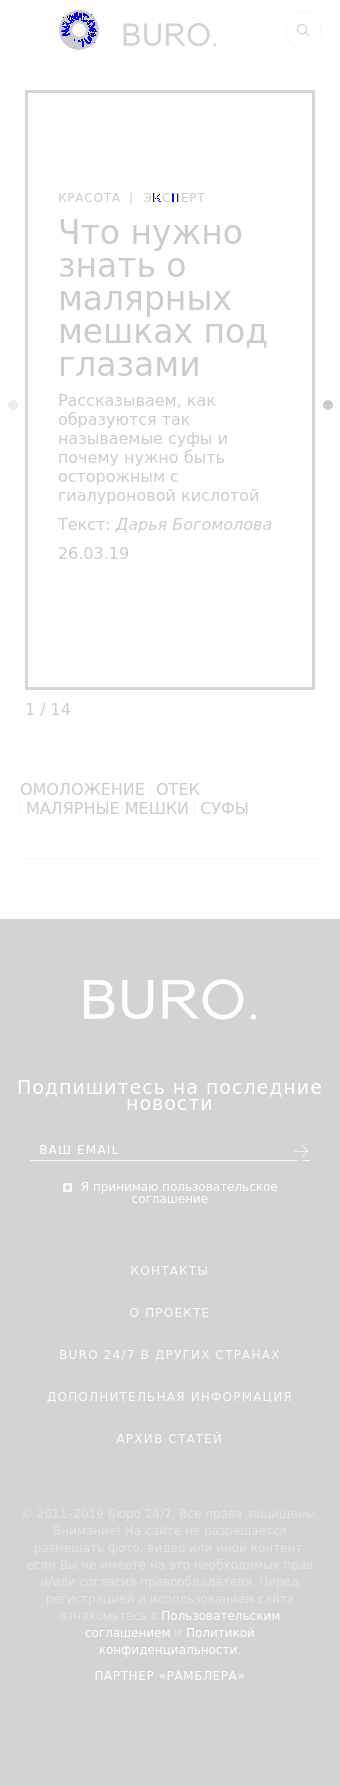 BURO.
КРАСОТА | ЭКСПЕРТ
Что нужно
знать о
малярных
мешках под
глазами
Рассказываем, как
образуются так
называемые суфы и
почему нужно быть
осторожным с
гиалуроновой кислотой
Текст: Дарья Богомолова
26.03.19
1 / 14
ОМОЛОЖЕНИЕ | ОТЕК
| МАЛЯРНЫЕ МЕШКИ | СУФЫ
BURO.
Подпишитесь на последние
новости
ВАШ EMAIL
Я принимаю пользовательское
соглашение
КОНТАКТЫ
О ПРОЕКТЕ
BURO 24/7 В ДРУГИХ СТРАНАХ
ДОПОЛНИТЕЛЬНАЯ ИНФОРМАЦИЯ
АРХИВ СТАТЕЙ
© 2011–2019 Бюро 24/7. Все права защищены.
Внимание! На сайте не разрешается
размещать фото, видео или иной контент,
если Вы не имеете на это необходимых прав
и/или согласия правообладателя. Перед
регистрацией и использованием сайта
ознакомьтесь с Пользовательским
соглашением и Политикой
конфиденциальности.
ПАРТНЕР «РАМБЛЕРА»